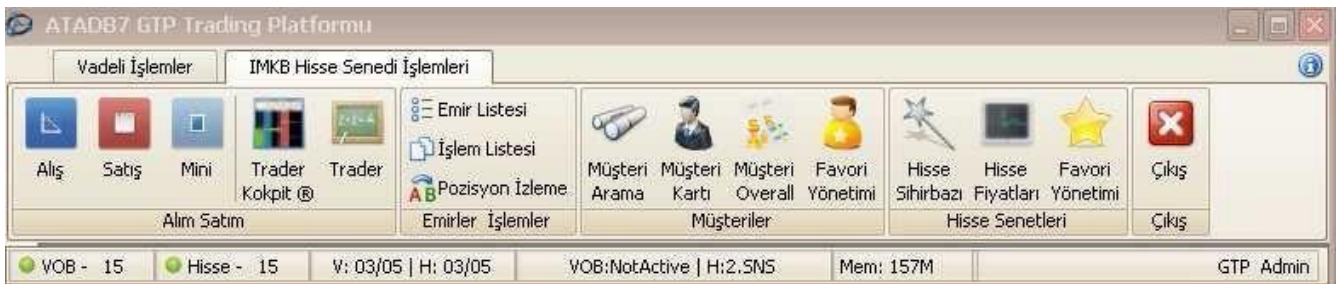 ATADB7 GTP Trading Platformu
Vadeli İşlemler
IMKB Hisse Senedi İşlemleri
Alış
Satış
Mini
Trader
Kokpit ®
Trader
Alım Satım
Emir Listesi
İşlem Listesi
AB
Pozisyon İzleme
Emirler İşlemler
Müşteri
Arama
Müşteri
Kartı
Müşteri
Overall
Favori
Yönetimi
Müşteriler
Hisse
Sihirbazı
Hisse
Fiyatları
Favori
Yönetimi
Hisse Senetleri
Çıkış
Çıkış
VOB - 15
Hisse - 15
V: 03/05 | H: 03/05
VOB:NotActive | H:2.SNS
Mem: 157M
GTP Admin